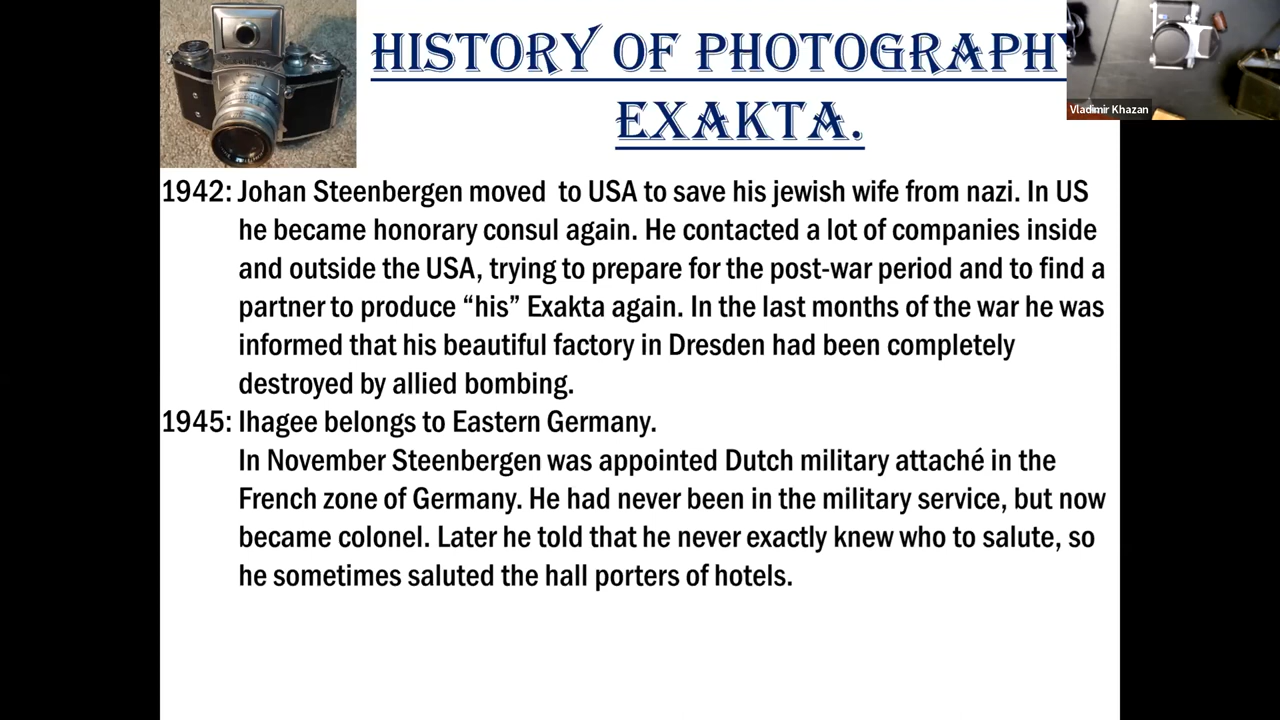 HISTORY OF PHOTOGRAPHY
EXAKTA.
Vladimir Khazan
1942: Johan Steenbergen moved  to USA to save his jewish wife from nazi. In US
he became honorary consul again. He contacted a lot of companies inside
and outside the USA, trying to prepare for the post-war period and to find a
partner to produce “his” Exakta again. In the last months of the war he was
informed that his beautiful factory in Dresden had been completely
destroyed by allied bombing.
1945: Ihagee belongs to Eastern Germany.
In November Steenbergen was appointed Dutch military attaché in the
French zone of Germany. He had never been in the military service, but now
became colonel. Later he told that he never exactly knew who to salute, so
he sometimes saluted the hall porters of hotels.